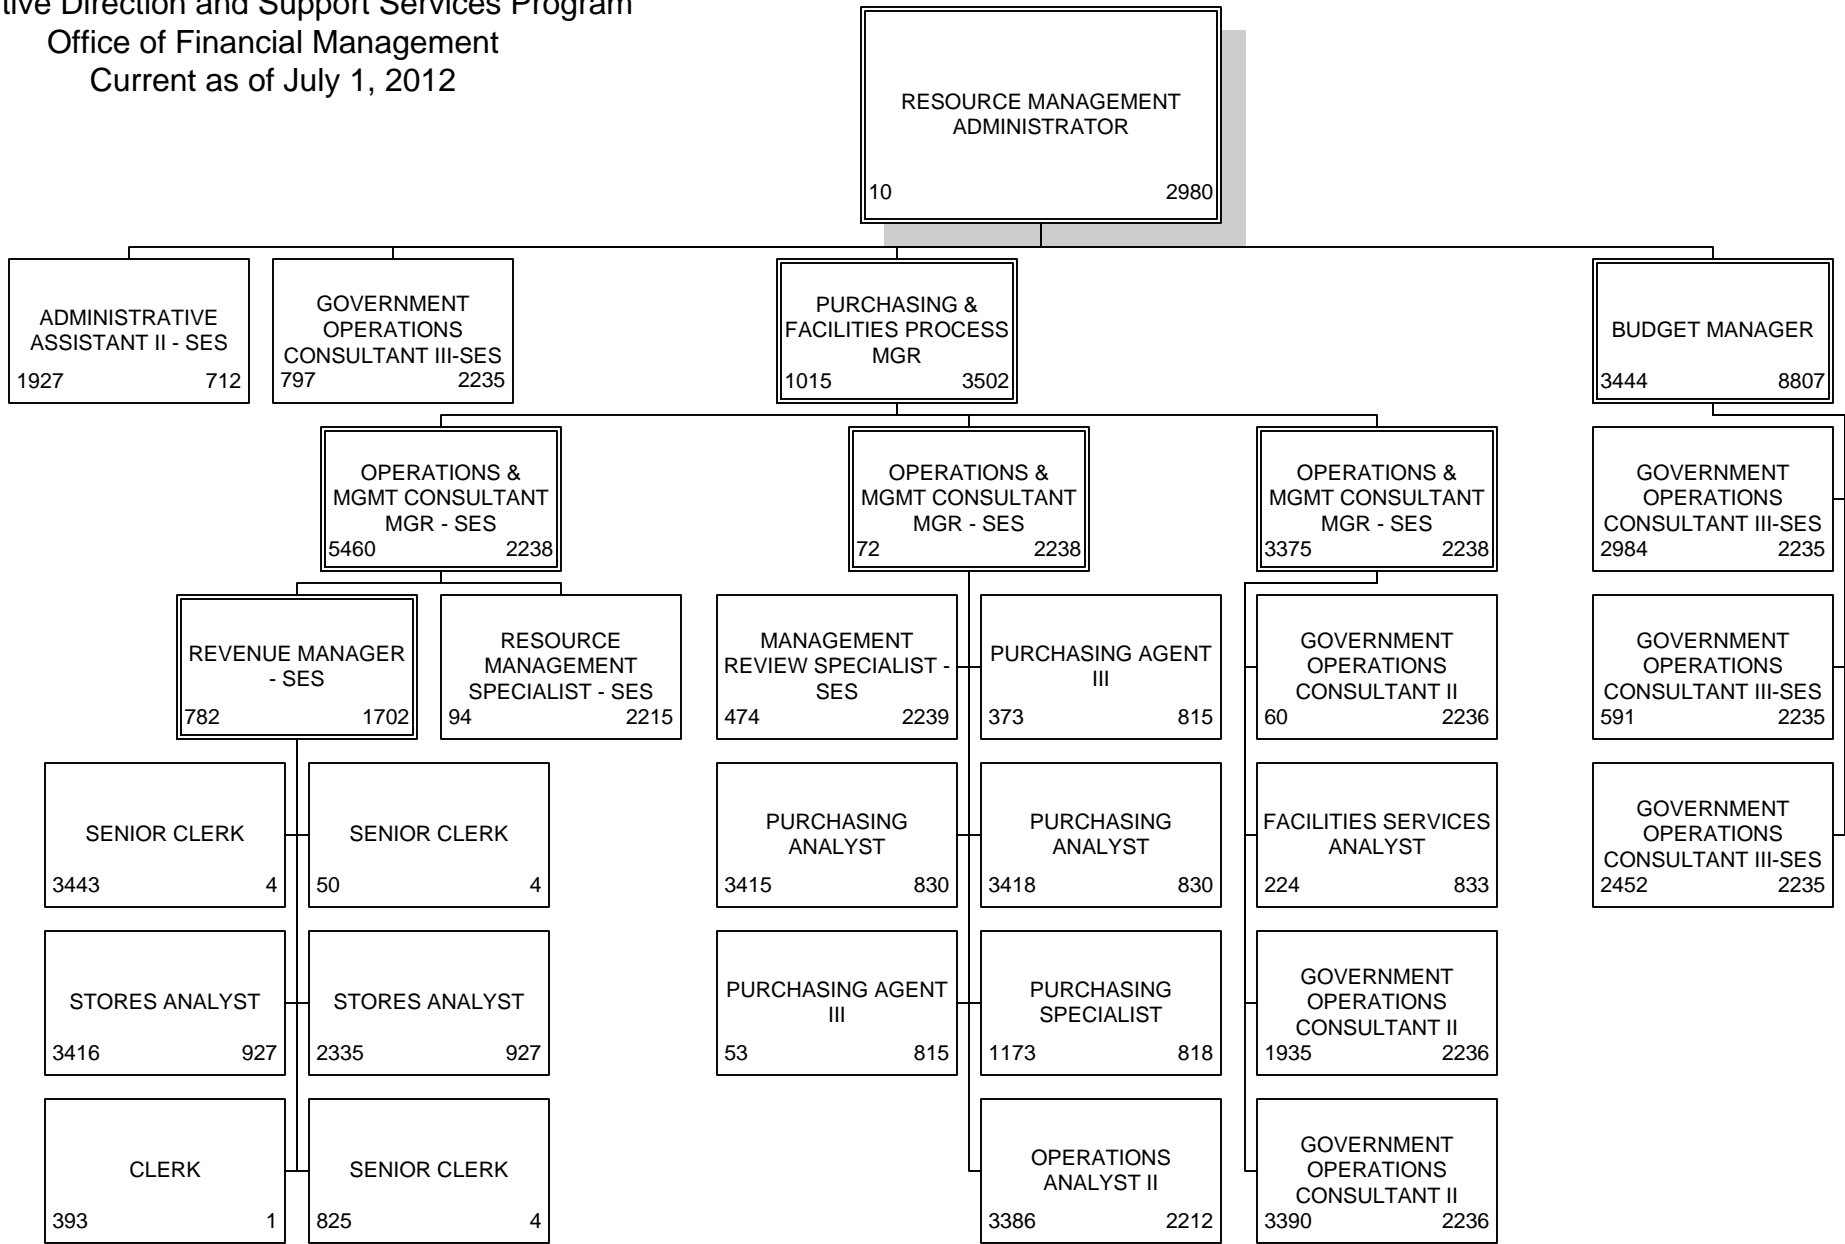 Direction and Support Services Program
Office of Financial Management
Current as of July 1, 2012
RESOURCE MANAGEMENT
ADMINISTRATOR
10 2980
ADMINISTRATIVE
ASSISTANT II - SES
1927 712
GOVERNMENT
OPERATIONS
CONSULTANT III-SES
797 2235
PURCHASING &
FACILITIES PROCESS
MGR
1015 3502
BUDGET MANAGER
3444 8807
OPERATIONS &
MGMT CONSULTANT
MGR - SES
5460 2238
OPERATIONS &
MGMT CONSULTANT
MGR - SES
72 2238
OPERATIONS &
MGMT CONSULTANT
MGR - SES
3375 2238
GOVERNMENT
OPERATIONS
CONSULTANT III-SES
2984 2235
REVENUE MANAGER
- SES
782 1702
RESOURCE
MANAGEMENT
SPECIALIST - SES
94 2215
MANAGEMENT
REVIEW SPECIALIST -
SES
474 2239
PURCHASING AGENT
III
373 815
GOVERNMENT
OPERATIONS
CONSULTANT II
60 2236
GOVERNMENT
OPERATIONS
CONSULTANT III-SES
591 2235
SENIOR CLERK
3443 4
SENIOR CLERK
50 4
PURCHASING
ANALYST
3415 830
PURCHASING
ANALYST
3418 830
FACILITIES SERVICES
ANALYST
224 833
GOVERNMENT
OPERATIONS
CONSULTANT III-SES
2452 2235
STORES ANALYST
3416 927
STORES ANALYST
2335 927
PURCHASING AGENT
III
53 815
PURCHASING
SPECIALIST
1173 818
GOVERNMENT
OPERATIONS
CONSULTANT II
1935 2236
CLERK
393 1
SENIOR CLERK
825 4
OPERATIONS
ANALYST II
3386 2212
GOVERNMENT
OPERATIONS
CONSULTANT II
3390 2236